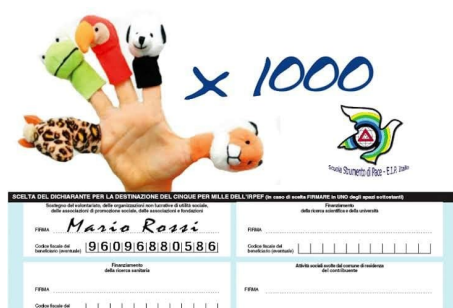 x 1000
Scuola Strumento di Pace - E.I.P. Italia
SCELTA DEL DICHIARANTE PER LA DESTINAZIONE DEL CINQUE PER MILLE DELL'IRPEF (in caso di scelta FIRMARE in UNO degli spazi sottostanti)
Sostegno del volontariato, delle organizzazioni non lucrative di utilità sociale,
delle associazioni di promozione sociale, delle associazioni e fondazioni
FIRMA Mario Rossi
Codice fiscale del
beneficiario (eventuale) 96096880586
Finanziamento
della ricerca scientifica e della università
FIRMA
Codice fiscale del
beneficiario (eventuale)
Finanziamento
della ricerca sanitaria
FIRMA
Codice fiscale del
Attività sociali svolte dal comune di residenza
del contribuente
FIRMA